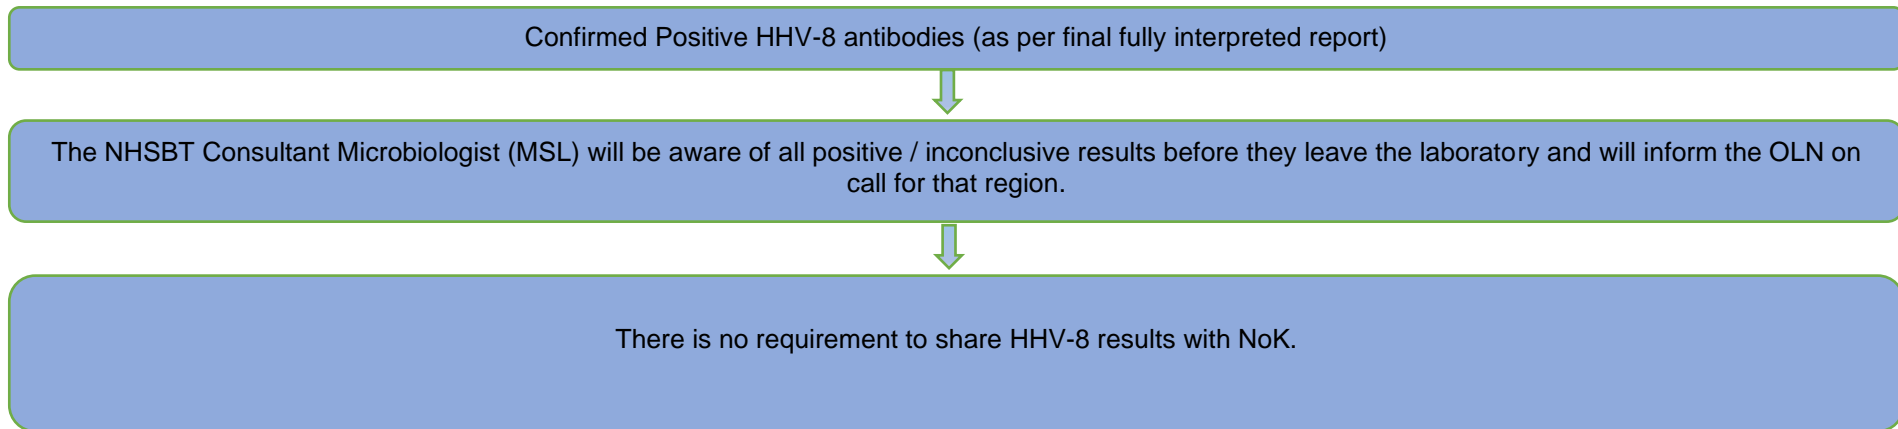 Confirmed Positive HHV-8 antibodies (as per final fully interpreted report)
The NHSBT Consultant Microbiologist (MSL) will be aware of all positive / inconclusive results before they leave the laboratory and will inform the OLN on
call for that region.
There is no requirement to share HHV-8 results with NoK.